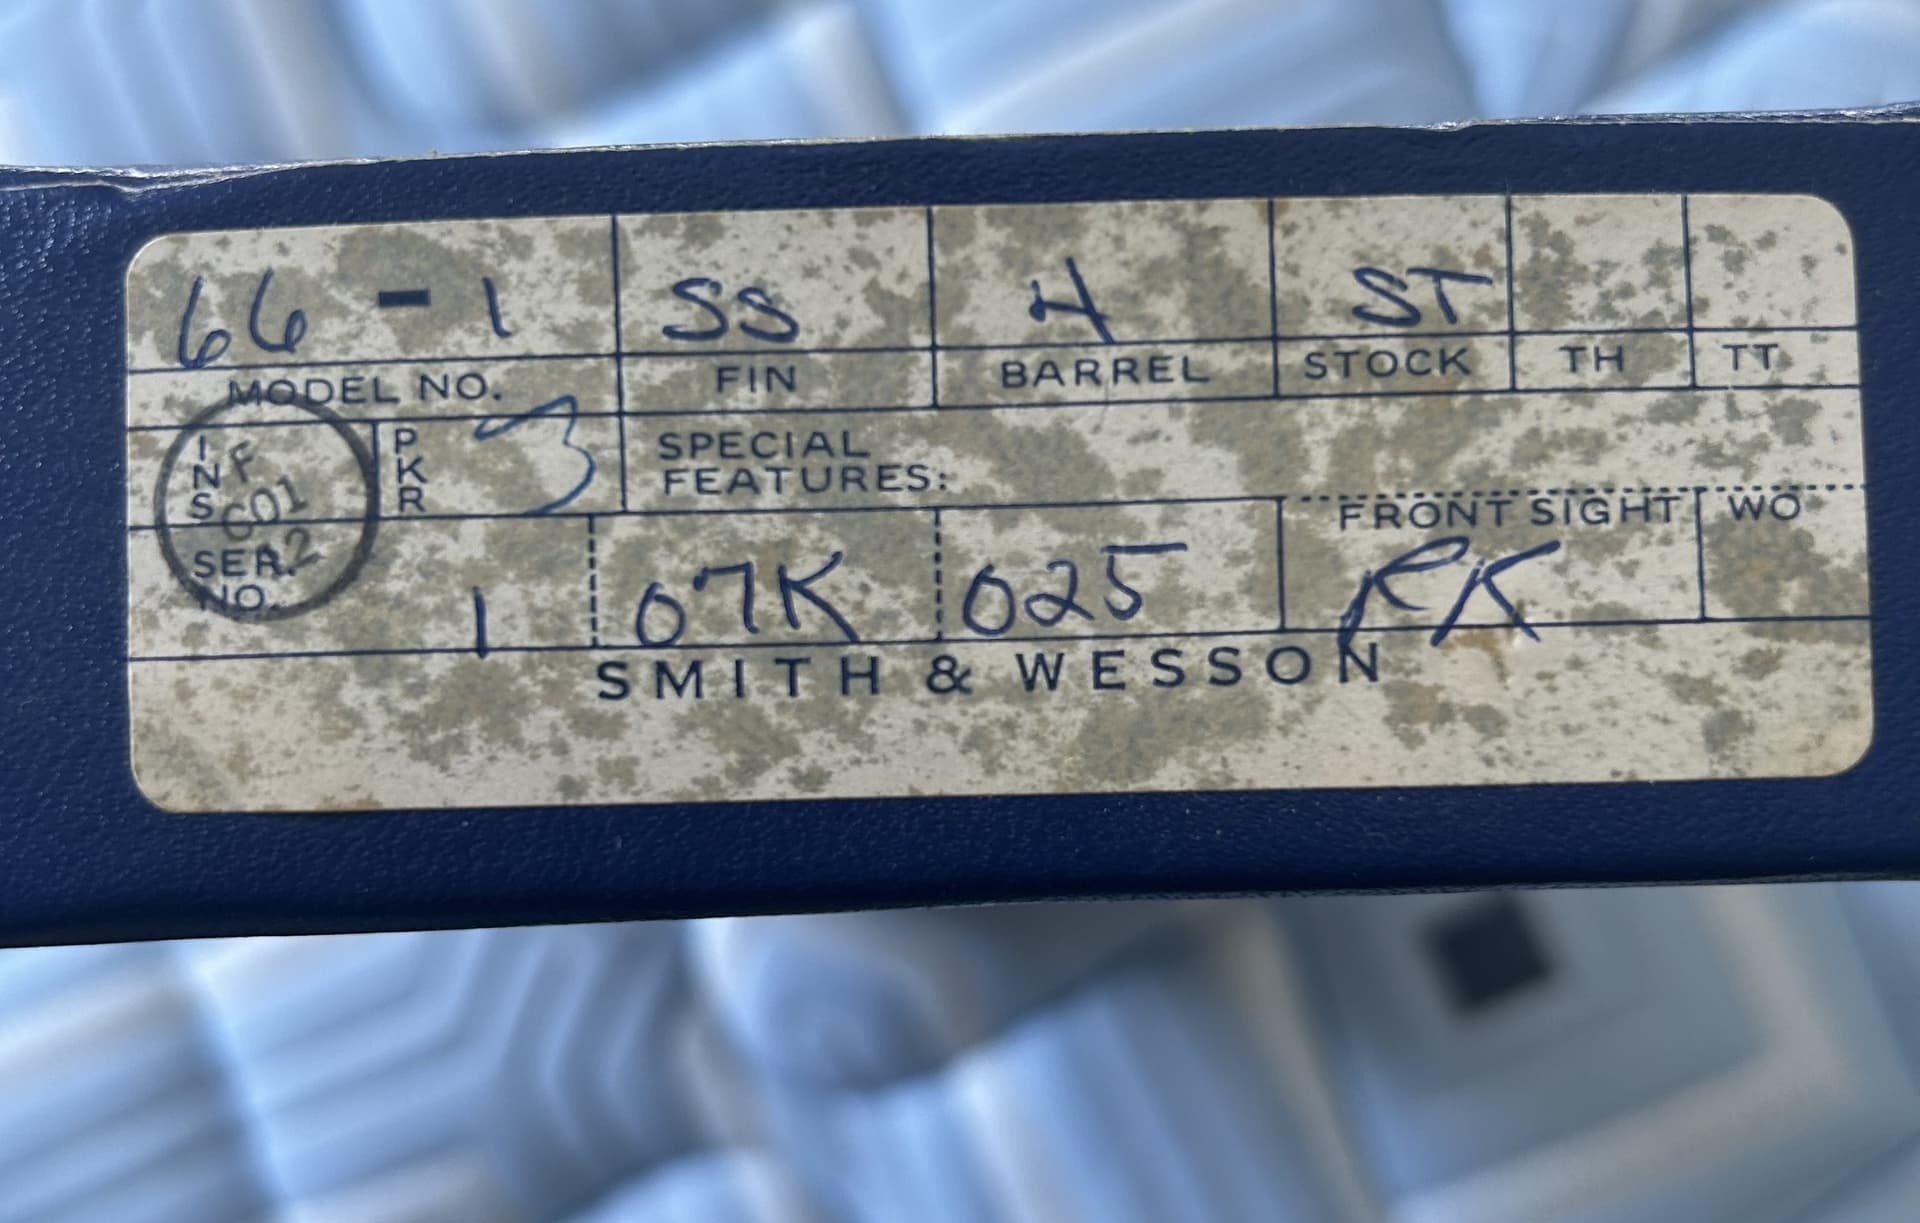 66 - 1 SS 4 ST
MODEL NO. FIN BARREL STOCK TH TT
INS PKR 3 SPECIAL
FEATURES:
F
601
2
FRONT SIGHT WO
SER.
NO. 1 07K 025 RK
SMITH & WESSON